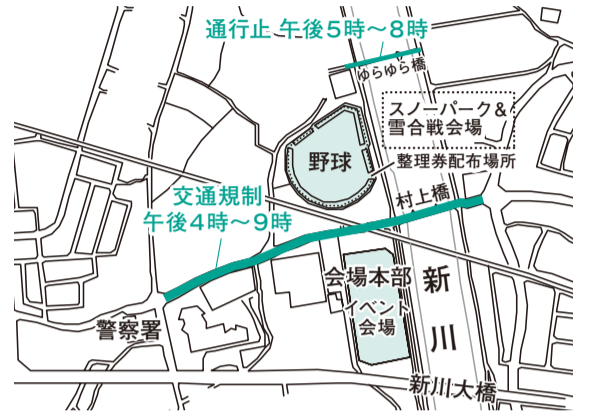 通行止 午後5時〜8時
ゆらゆら橋
スノーパーク&
雪合戦会場
整理券配布場所
野球
村上橋
交通規制
午後4時〜9時
会場本部
イベント
会場
新川
警察署
新川大橋